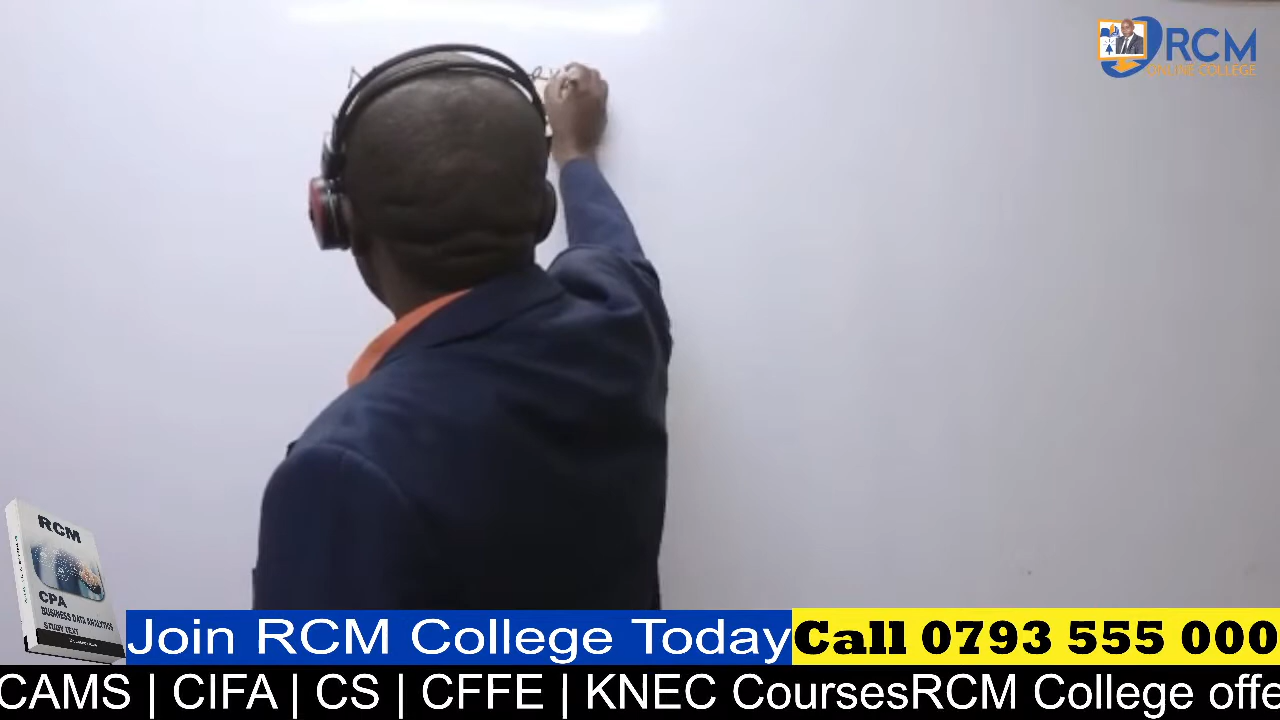 RCM
ONLINE COLLEGE
RCM
CPA
BUSINESS DATA ANALYTICS
STUDY TEXT
Join RCM College Today
Call 0793 555 000
CAMS | CIFA | CS | CFFE | KNEC CoursesRCM College offe